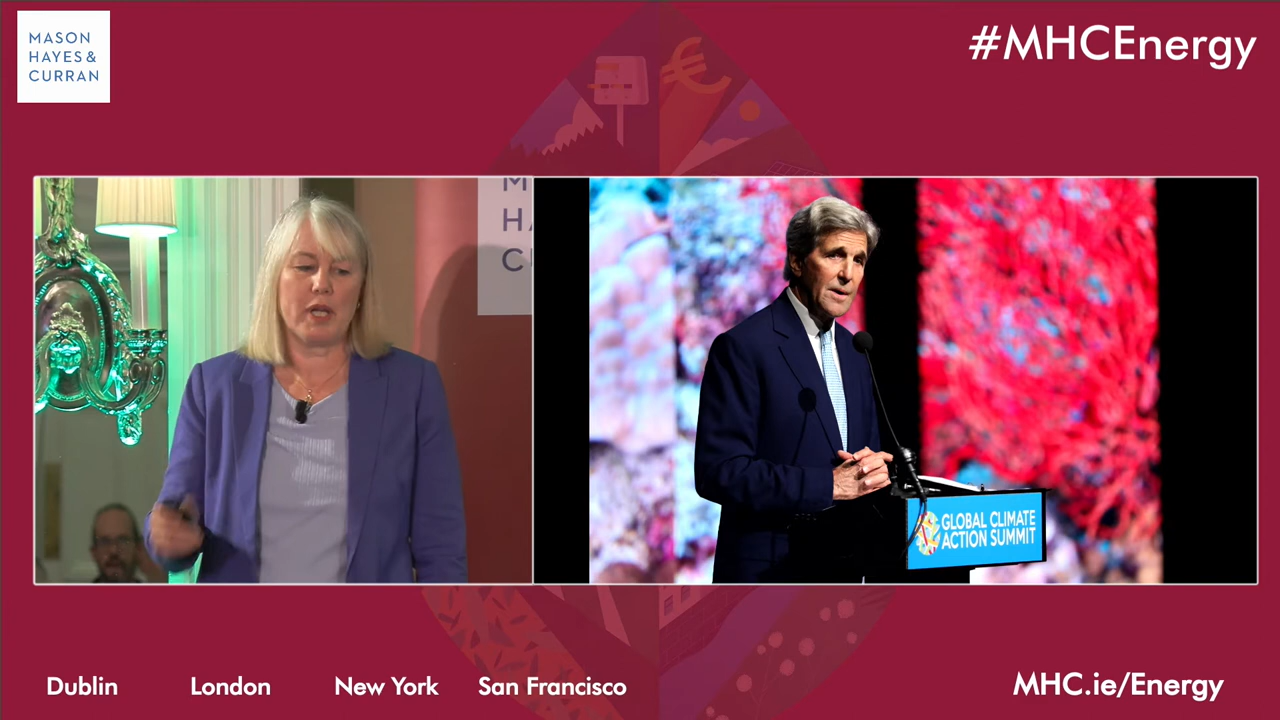 MASON
HAYES &
CURRAN
#MHCEnergy
M
H
C
GLOBAL CLIMATE
ACTION SUMMIT
Dublin
London
New York
San Francisco
MHC.ie/Energy